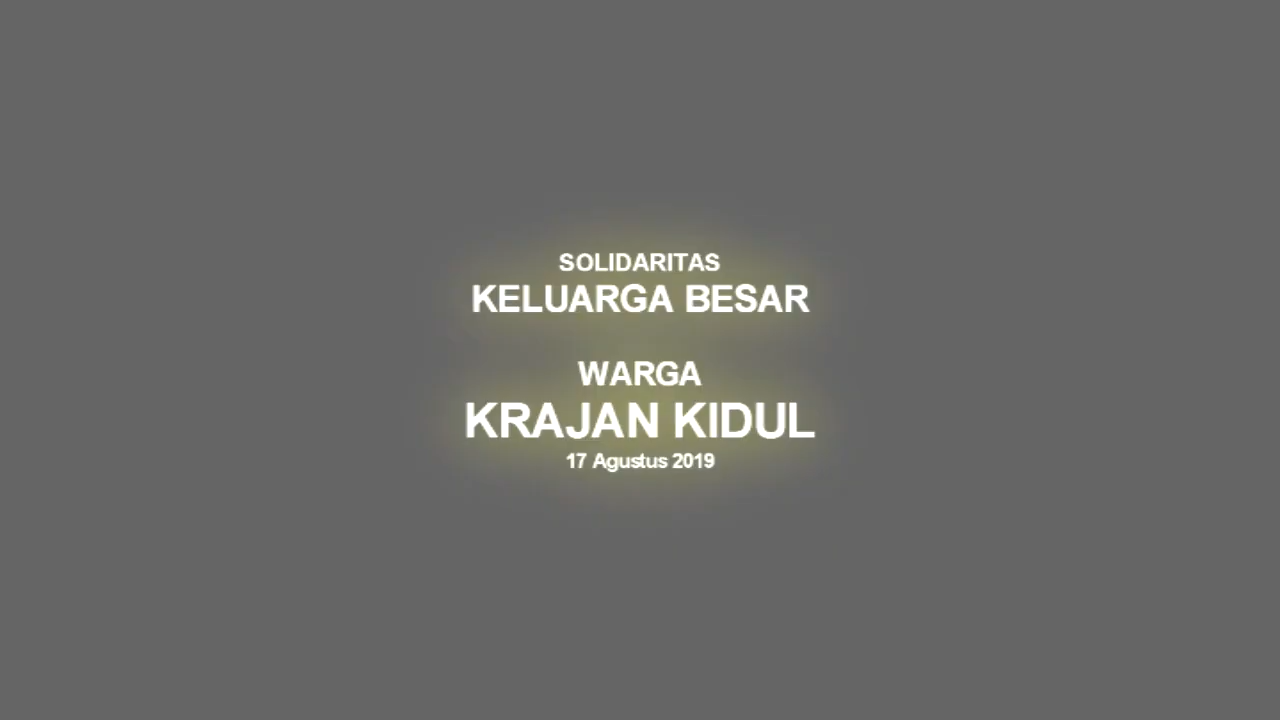 SOLIDARITAS
KELUARGA BESAR
WARGA
KRAJAN KIDUL
17 Agustus 2019